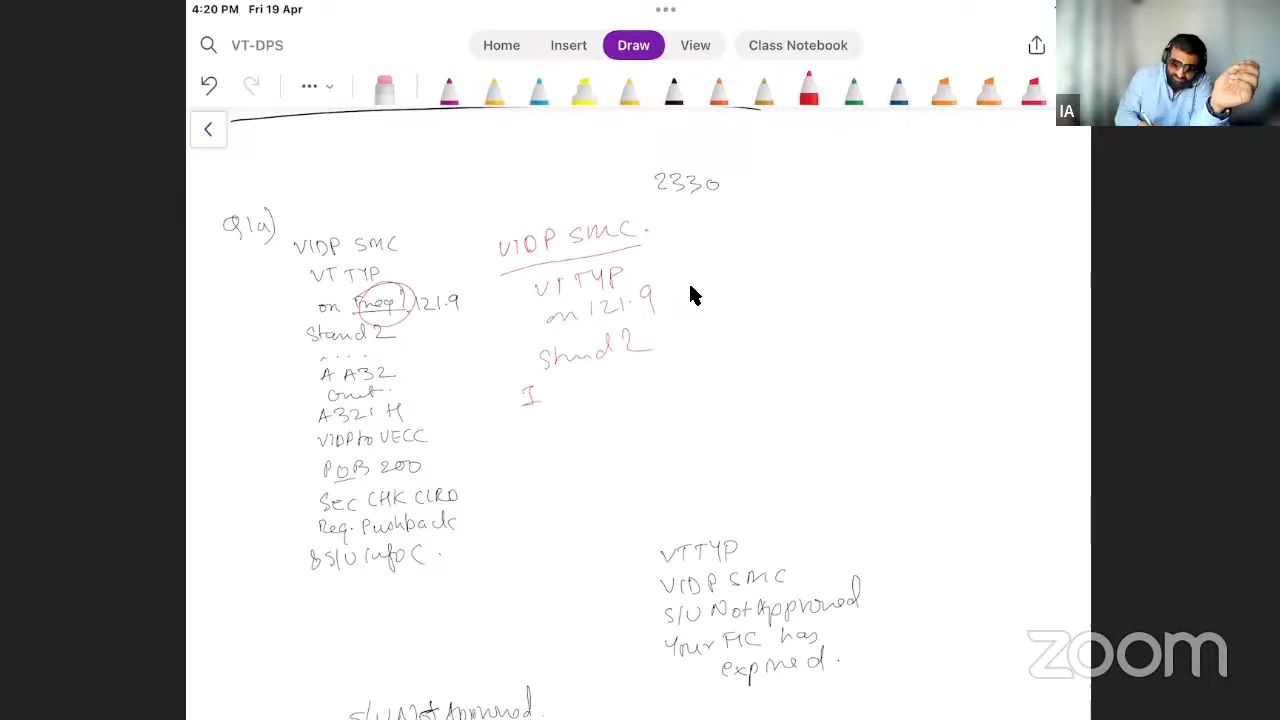 4:20 PM Fri 19 Apr
VT-DPS
Home Insert Draw View Class Notebook
IA
2330
Q1a)
VIDP SMC
VT TYP
on Freq 121.9
Stand 2
....
A A32
A321 H
VIDP to VECC
POB 200
SEC CHK CLRD
Req. Pushback
& S/U info C.
VIDP SMC.
VT TYP
on 121.9
Stand 2
I
VT TYP
VIDP SMC
S/U Not Approved
Your FIC has
expired.
S/U Not Approved.
zoom